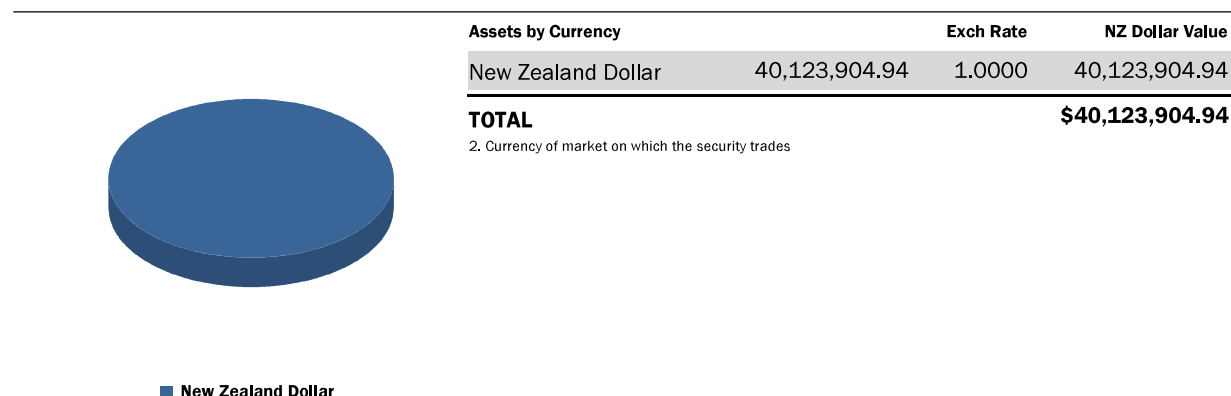 Assets by Currency Exch Rate NZ Dollar Value
New Zealand Dollar 40,123,904.94 1.0000 40,123,904.94
TOTAL $40,123,904.94
2. Currency of market on which the security trades
New Zealand Dollar